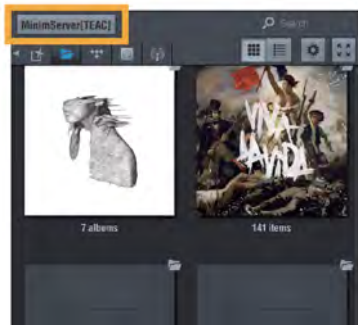 MinimServer[TEAC]
Search
VIVA
LA VIDA
7 albums
141 items